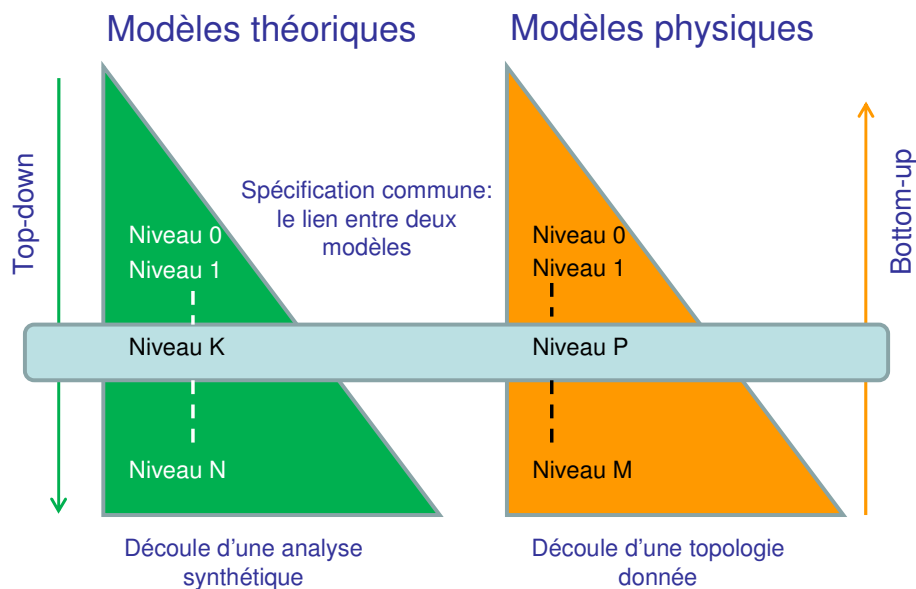 Modèles théoriques
Modèles physiques
Top-down
Bottom-up
Spécification commune:
le lien entre deux
modèles
Niveau 0
Niveau 1
Niveau K
Niveau N
Niveau 0
Niveau 1
Niveau P
Niveau M
Découle d'une analyse
synthétique
Découle d'une topologie
donnée